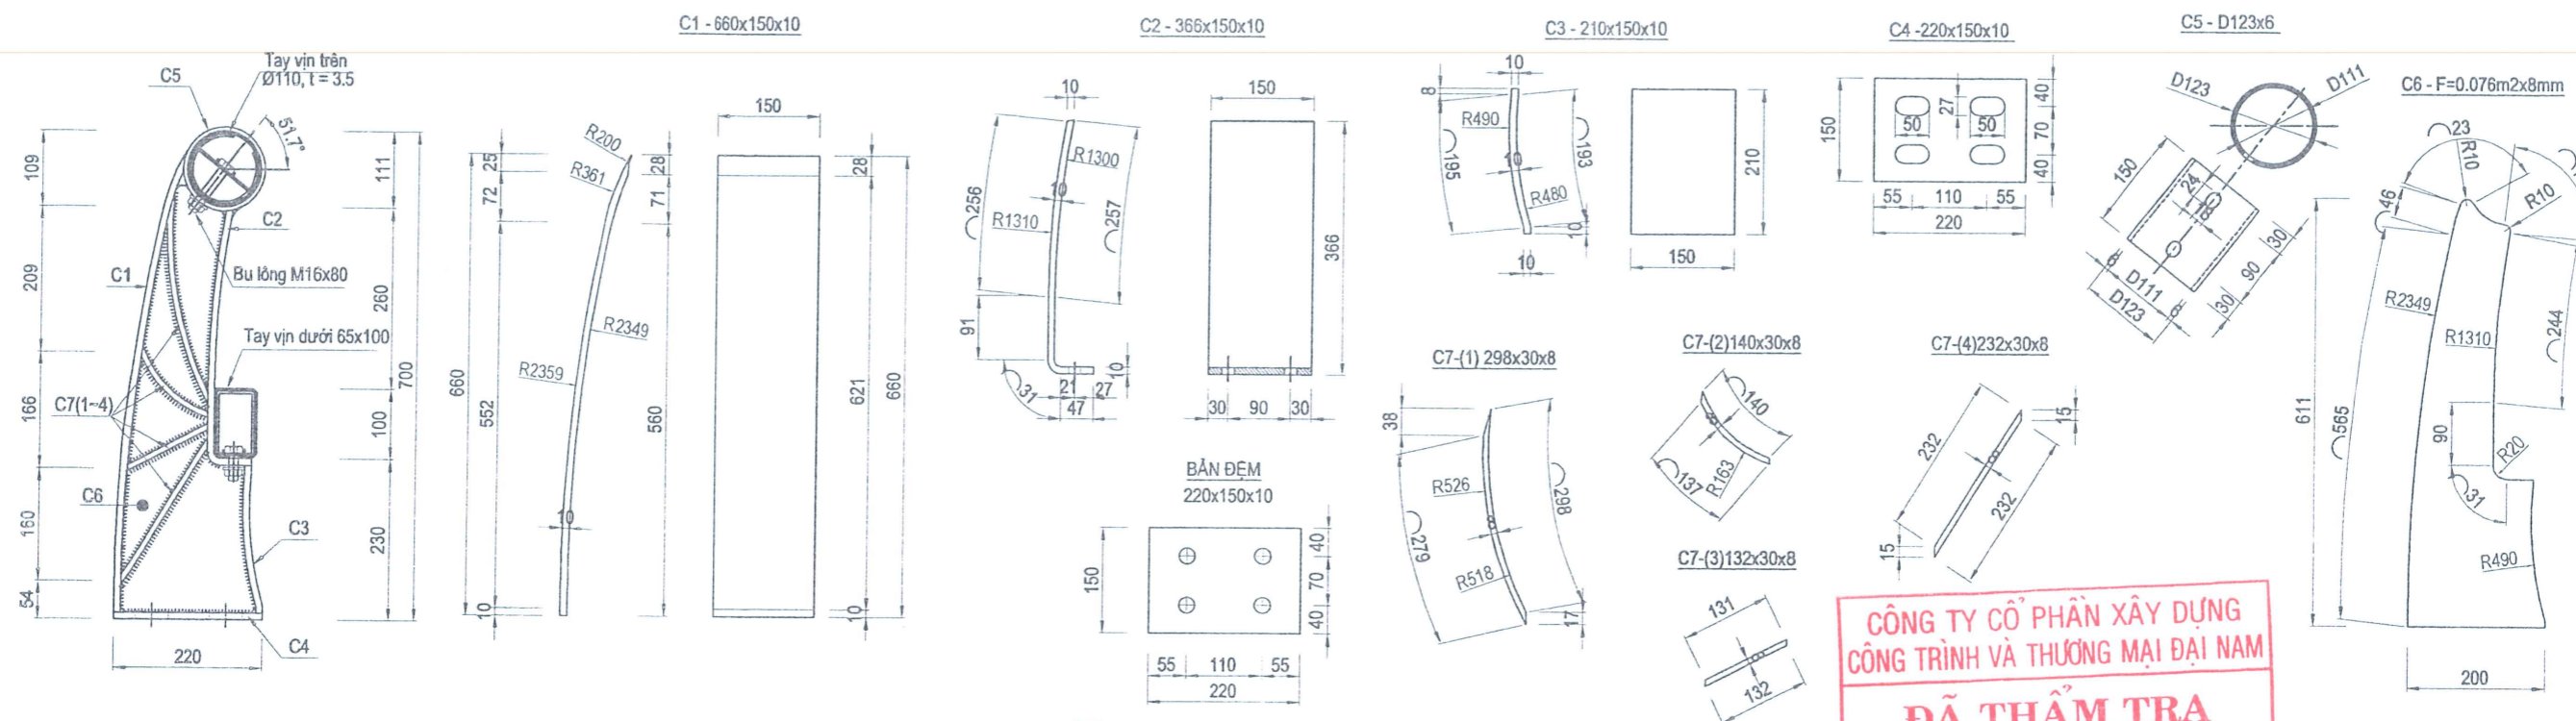 C1 - 660x150x10
C2 - 366x150x10
C3 - 210x150x10
C4 -220x150x10
C5 - D123x6
C6 - F=0.076m2x8mm
Tay vịn trên
Ø110, t = 3.5
C5
51.7°
109
209
166
160
54
111
260
100
230
700
C2
C1
Bu lông M16x80
Tay vịn dưới 65x100
C7(1~4)
C6
C3
C4
220
R200
R361
R2349
R2359
25
72
552
660
10
10
28
71
560
150
28
621
660
10
10
R1300
10
256
257
R1310
91
31
21
27
47
10
150
366
30
90
30
BẢN ĐỆM
220x150x10
150
40
70
40
55
110
55
220
10
8
R490
195
193
10
R480
10
10
150
210
C7-(1) 298x30x8
38
R526
8
298
279
R518
17
C7-(2)140x30x8
140
8
137
R163
C7-(3)132x30x8
131
132
C7-(4)232x30x8
232
232
15
15
150
50
27
50
40
70
40
55
110
55
220
D123
D111
150
24
18
6
D111
D123
6
30
90
30
23
R10
R10
46
R2349
R1310
244
611
565
90
R20
31
R490
200
CÔNG TY CỔ PHẦN XÂY DỰNG
CÔNG TRÌNH VÀ THƯƠNG MẠI ĐẠI NAM
ĐÃ THẨM TRA